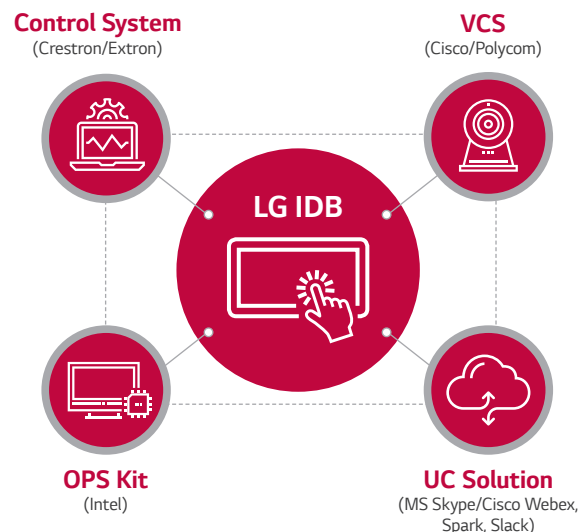 Control System
(Crestron/Extron)
VCS
(Cisco/Polycom)
LG IDB
OPS Kit
(Intel)
UC Solution
(MS Skype/Cisco Webex,
Spark, Slack)